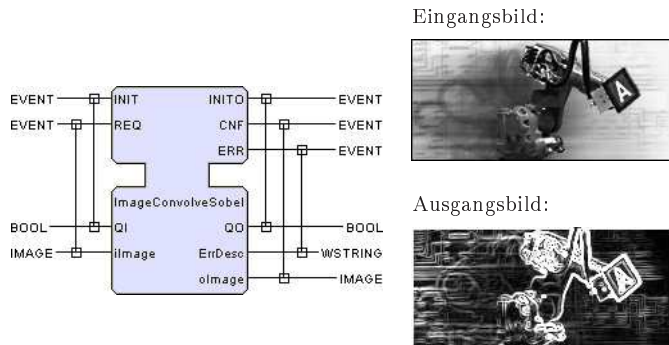 Eingangsbild:
EVENT INIT INITO EVENT
EVENT REQ CNF EVENT
ERR EVENT
A
ImageConvolveSobel
Ausgangsbild:
BOOL QI QO BOOL
IMAGE iImage ErrDesc WSTRING
oImage IMAGE
A